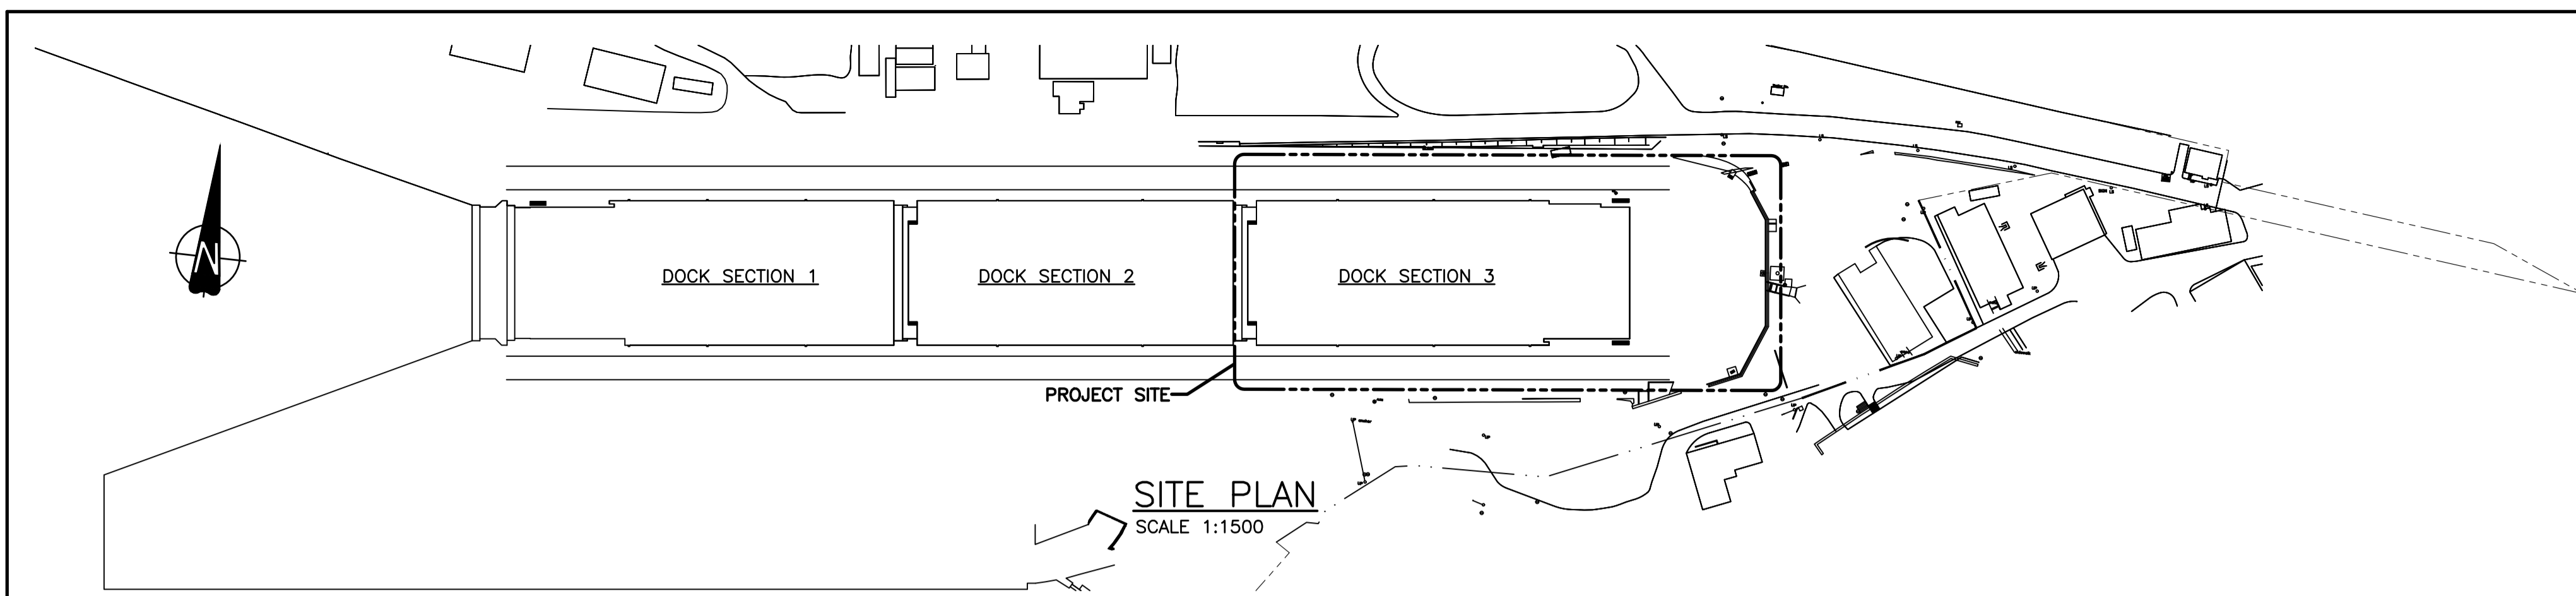 N
DOCK SECTION 1
DOCK SECTION 2
DOCK SECTION 3
PROJECT SITE
SITE PLAN
SCALE 1:1500